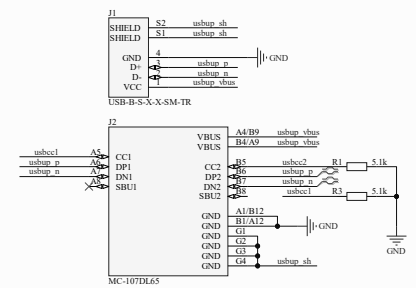 J1
SHIELD S2 usbup_sh
SHIELD S1 usbup_sh
GND 4 GND
D+ 3 usbup_p
D- 2 usbup_n
VCC 1 usbup_vbus
USB-B-S-X-X-SM-TR
J2
VBUS A4/B9 usbup_vbus
VBUS B4/A9 usbup_vbus
usbcc1 A5 CC1 CC2 B5 usbcc2 R1 5.1k
usbup_p A6 DP1 DP2 B6 usbup_p
usbup_n A7 DN1 DN2 B7 usbup_n
A8 SBU1 SBU2 B8 usbcc1 R3 5.1k
GND A1/B12
GND B1/A12 GND
GND G1
GND G2
GND G3
GND G4 usbup_sh
GND
MC-107DL65